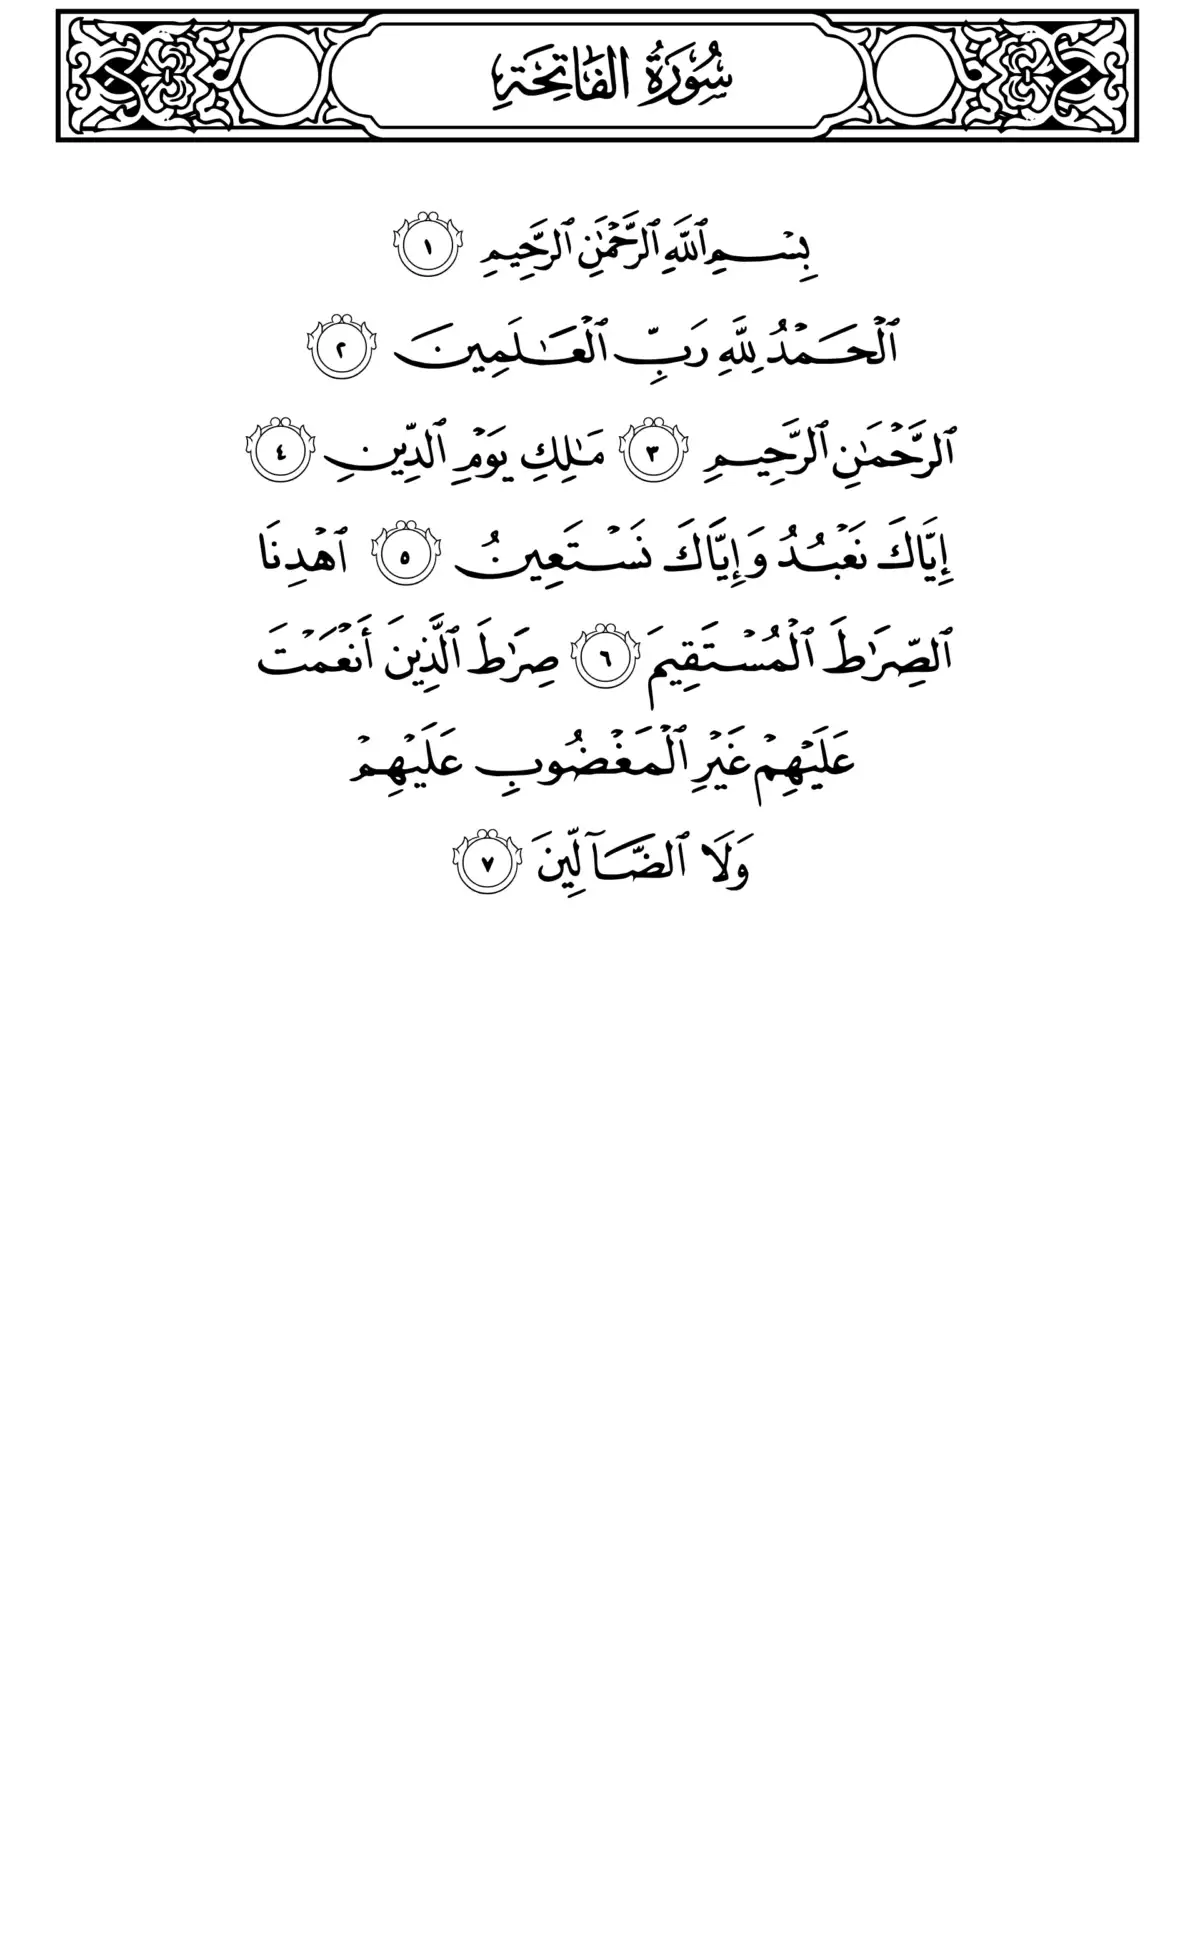 سُورَةُ الفَاتِحَةِ
بِسْمِ ٱللَّهِ ٱلرَّحْمَٰنِ ٱلرَّحِيمِ ١
ٱلْحَمْدُ لِلَّهِ رَبِّ ٱلْعَٰلَمِينَ ٢
ٱلرَّحْمَٰنِ ٱلرَّحِيمِ ٣ مَٰلِكِ يَوْمِ ٱلدِّينِ ٤
إِيَّاكَ نَعْبُدُ وَإِيَّاكَ نَسْتَعِينُ ٥ ٱهْدِنَا
ٱلصِّرَٰطَ ٱلْمُسْتَقِيمَ ٦ صِرَٰطَ ٱلَّذِينَ أَنْعَمْتَ
عَلَيْهِمْ غَيْرِ ٱلْمَغْضُوبِ عَلَيْهِمْ
وَلَا ٱلضَّآلِّينَ ٧